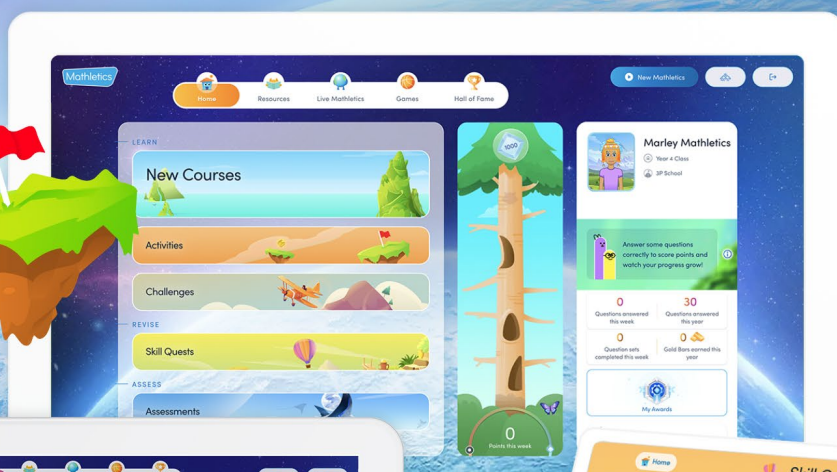 Mathletics
New Mathletics
Home
Resources
Live Mathletics
Games
Hall of Fame
LEARN
New Courses
Activities
Challenges
REVISE
Skill Quests
ASSESS
Assessments
1000
0
Points this week
Marley Mathletics
Year 4 Class
3P School
Answer some questions
correctly to score points and
watch your progress grow!
0
Questions answered
this week
30
Questions answered
this year
0
Question sets
completed this week
0
Gold Bars earned this
year
My Awards
Home